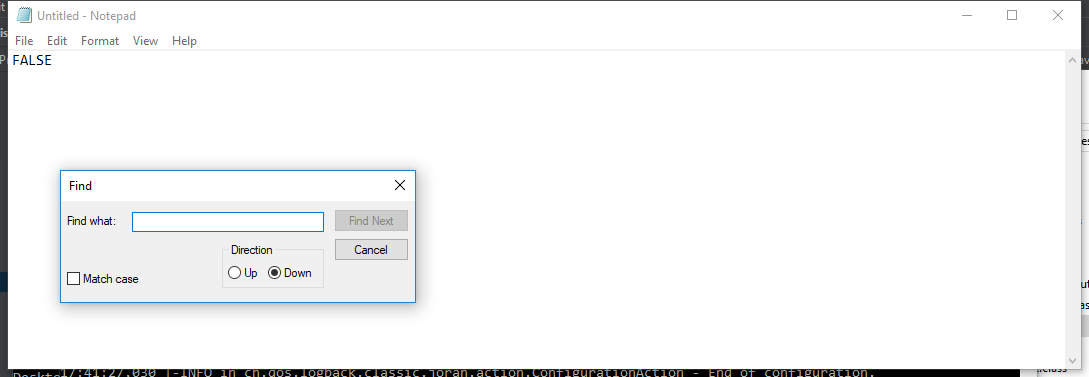 Untitled - Notepad
File Edit Format View Help
FALSE
Find
Find what:
Find Next
Cancel
Direction
Up Down
Match case
17:41:27.030 |-INFO in ch.qos.logback.classic.joran.action.ConfigurationAction - End of configuration.